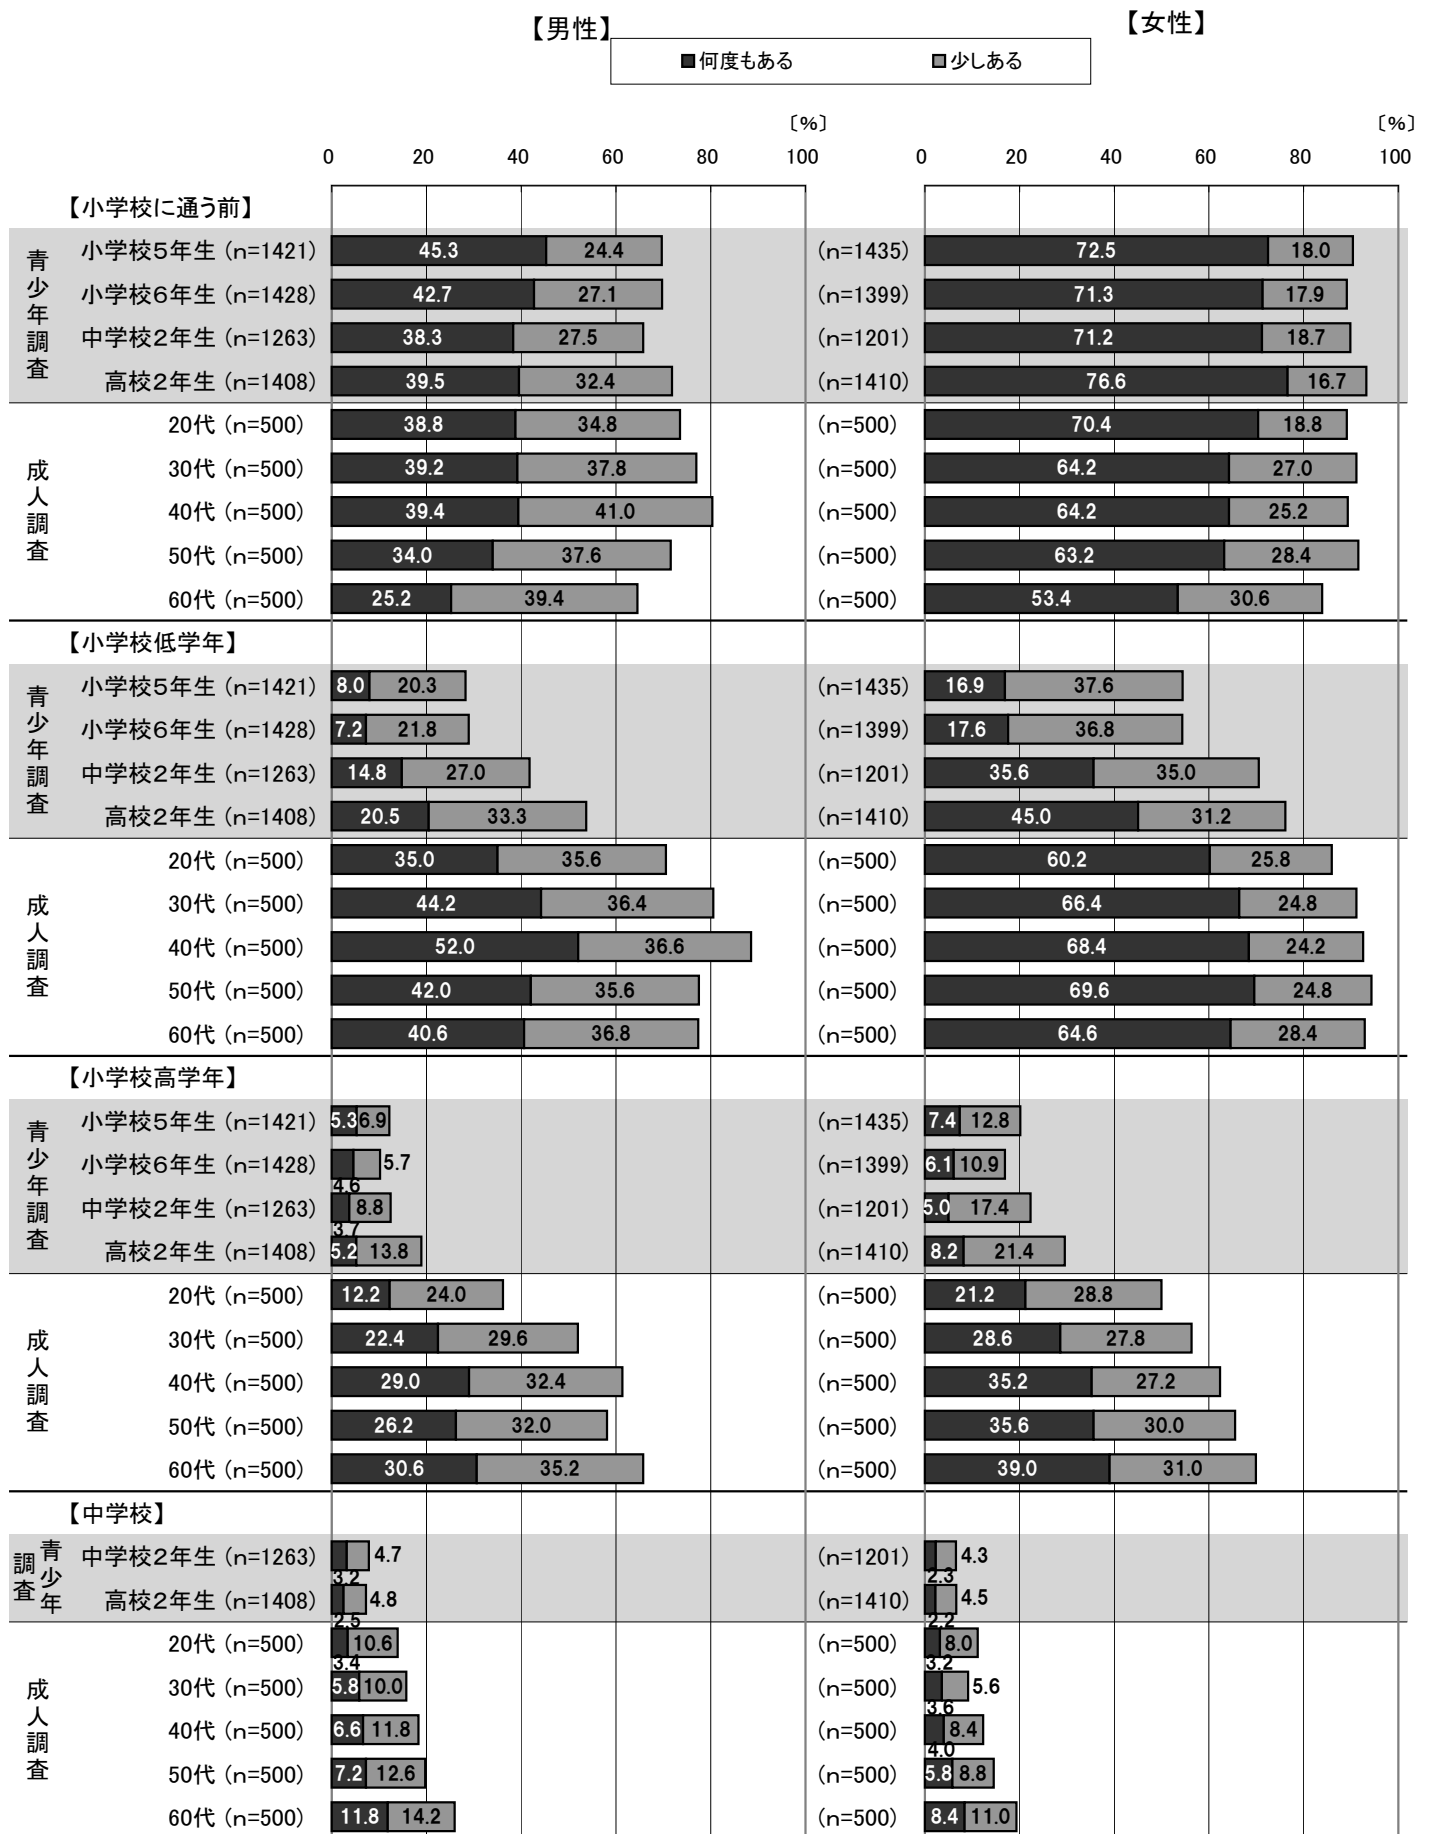 【男性】 【女性】
■何度もある ■少しある
〔%〕 〔%〕
0 20 40 60 80 100 0 20 40 60 80 100
【小学校に通う前】
青少年調査
小学校5年生 (n=1421) 45.3 24.4 (n=1435) 72.5 18.0
小学校6年生 (n=1428) 42.7 27.1 (n=1399) 71.3 17.9
中学校2年生 (n=1263) 38.3 27.5 (n=1201) 71.2 18.7
高校2年生 (n=1408) 39.5 32.4 (n=1410) 76.6 16.7
成人調査
20代 (n=500) 38.8 34.8 (n=500) 70.4 18.8
30代 (n=500) 39.2 37.8 (n=500) 64.2 27.0
40代 (n=500) 39.4 41.0 (n=500) 64.2 25.2
50代 (n=500) 34.0 37.6 (n=500) 63.2 28.4
60代 (n=500) 25.2 39.4 (n=500) 53.4 30.6
【小学校低学年】
青少年調査
小学校5年生 (n=1421) 8.0 20.3 (n=1435) 16.9 37.6
小学校6年生 (n=1428) 7.2 21.8 (n=1399) 17.6 36.8
中学校2年生 (n=1263) 14.8 27.0 (n=1201) 35.6 35.0
高校2年生 (n=1408) 20.5 33.3 (n=1410) 45.0 31.2
成人調査
20代 (n=500) 35.0 35.6 (n=500) 60.2 25.8
30代 (n=500) 44.2 36.4 (n=500) 66.4 24.8
40代 (n=500) 52.0 36.6 (n=500) 68.4 24.2
50代 (n=500) 42.0 35.6 (n=500) 69.6 24.8
60代 (n=500) 40.6 36.8 (n=500) 64.6 28.4
【小学校高学年】
青少年調査
小学校5年生 (n=1421) 5.3 6.9 (n=1435) 7.4 12.8
小学校6年生 (n=1428) 4.6 5.7 (n=1399) 6.1 10.9
中学校2年生 (n=1263) 3.7 8.8 (n=1201) 5.0 17.4
高校2年生 (n=1408) 5.2 13.8 (n=1410) 8.2 21.4
成人調査
20代 (n=500) 12.2 24.0 (n=500) 21.2 28.8
30代 (n=500) 22.4 29.6 (n=500) 28.6 27.8
40代 (n=500) 29.0 32.4 (n=500) 35.2 27.2
50代 (n=500) 26.2 32.0 (n=500) 35.6 30.0
60代 (n=500) 30.6 35.2 (n=500) 39.0 31.0
【中学校】
青少年調査
中学校2年生 (n=1263) 3.2 4.7 (n=1201) 2.3 4.3
高校2年生 (n=1408) 2.5 4.8 (n=1410) 2.2 4.5
成人調査
20代 (n=500) 3.4 10.6 (n=500) 3.2 8.0
30代 (n=500) 5.8 10.0 (n=500) 3.6 5.6
40代 (n=500) 6.6 11.8 (n=500) 4.0 8.4
50代 (n=500) 7.2 12.6 (n=500) 5.8 8.8
60代 (n=500) 11.8 14.2 (n=500) 8.4 11.0